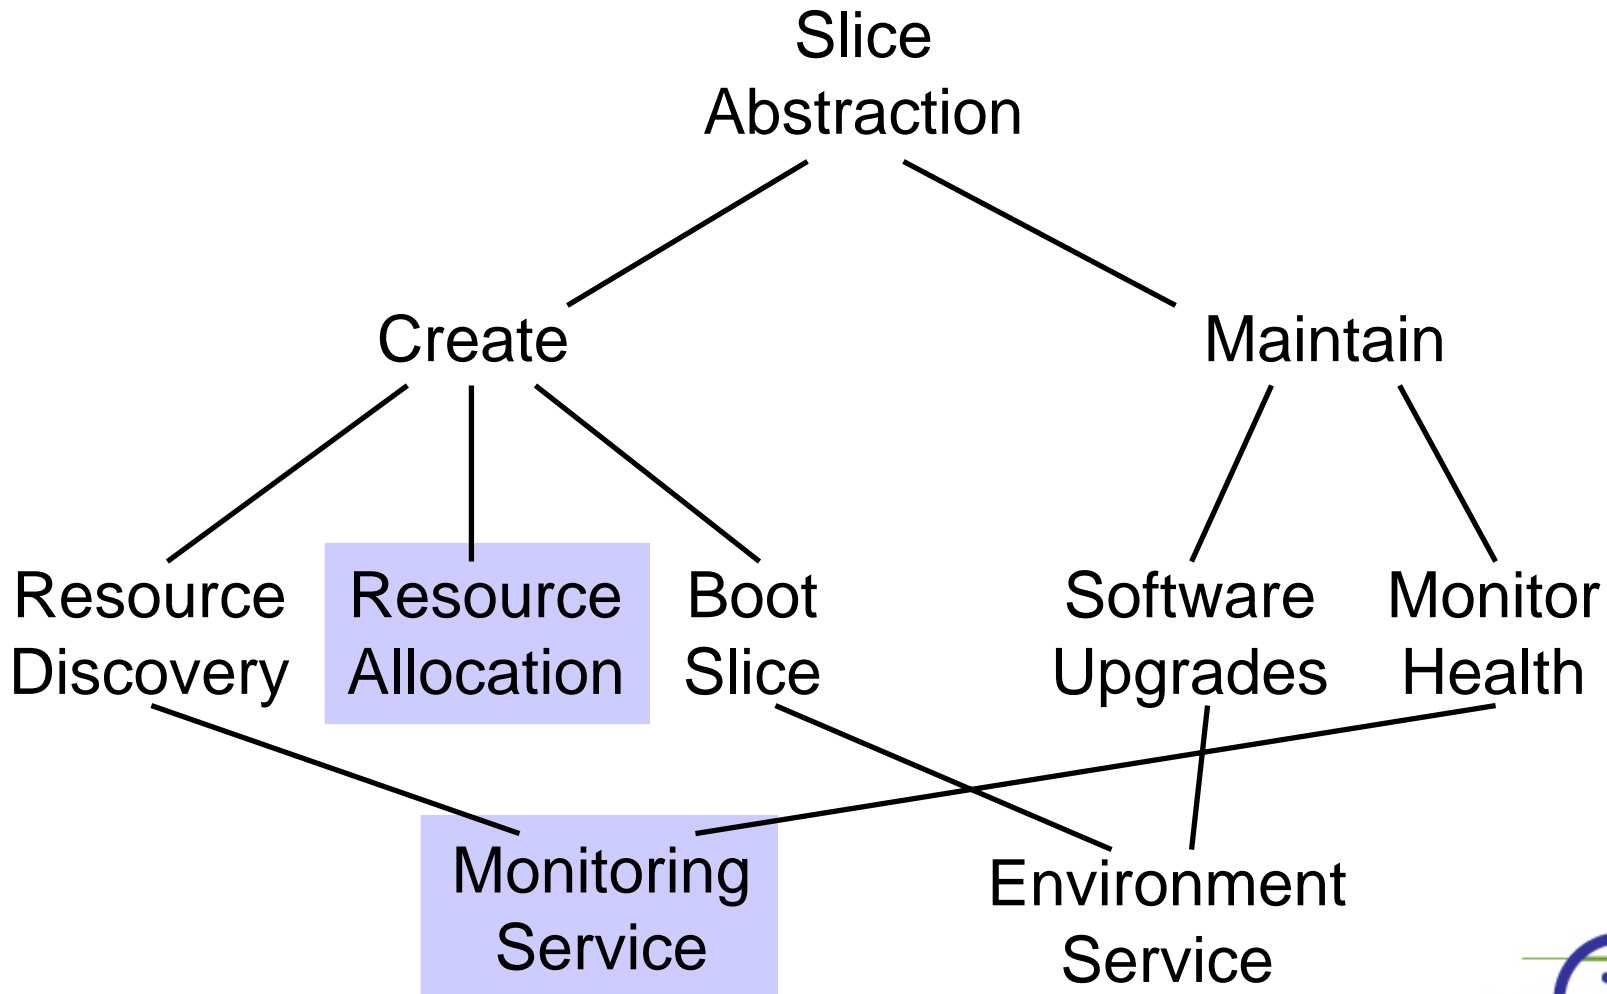 Slice
Abstraction
Create
Maintain
Resource
Discovery
Resource
Allocation
Boot
Slice
Software
Upgrades
Monitor
Health
Monitoring
Service
Environment
Service